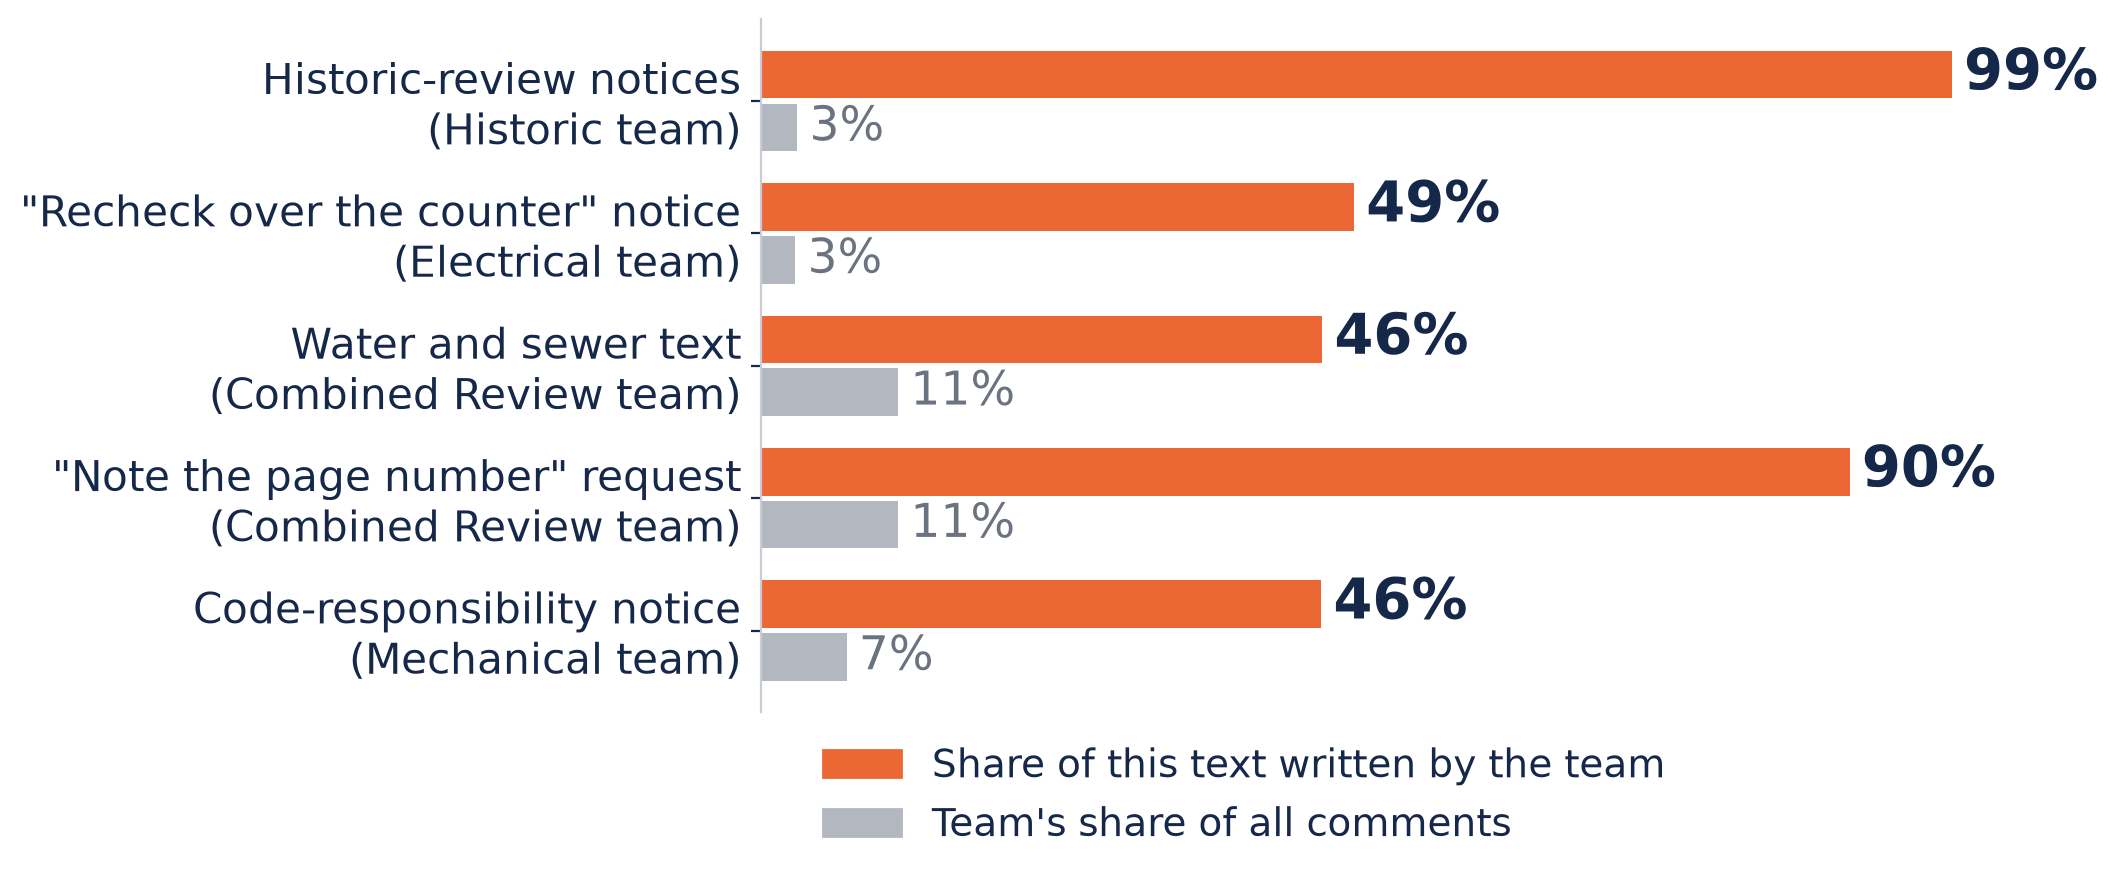 Historic-review notices
(Historic team)
99%
3%
"Recheck over the counter" notice
(Electrical team)
49%
3%
Water and sewer text
(Combined Review team)
46%
11%
"Note the page number" request
(Combined Review team)
90%
11%
Code-responsibility notice
(Mechanical team)
46%
7%
Share of this text written by the team
Team's share of all comments